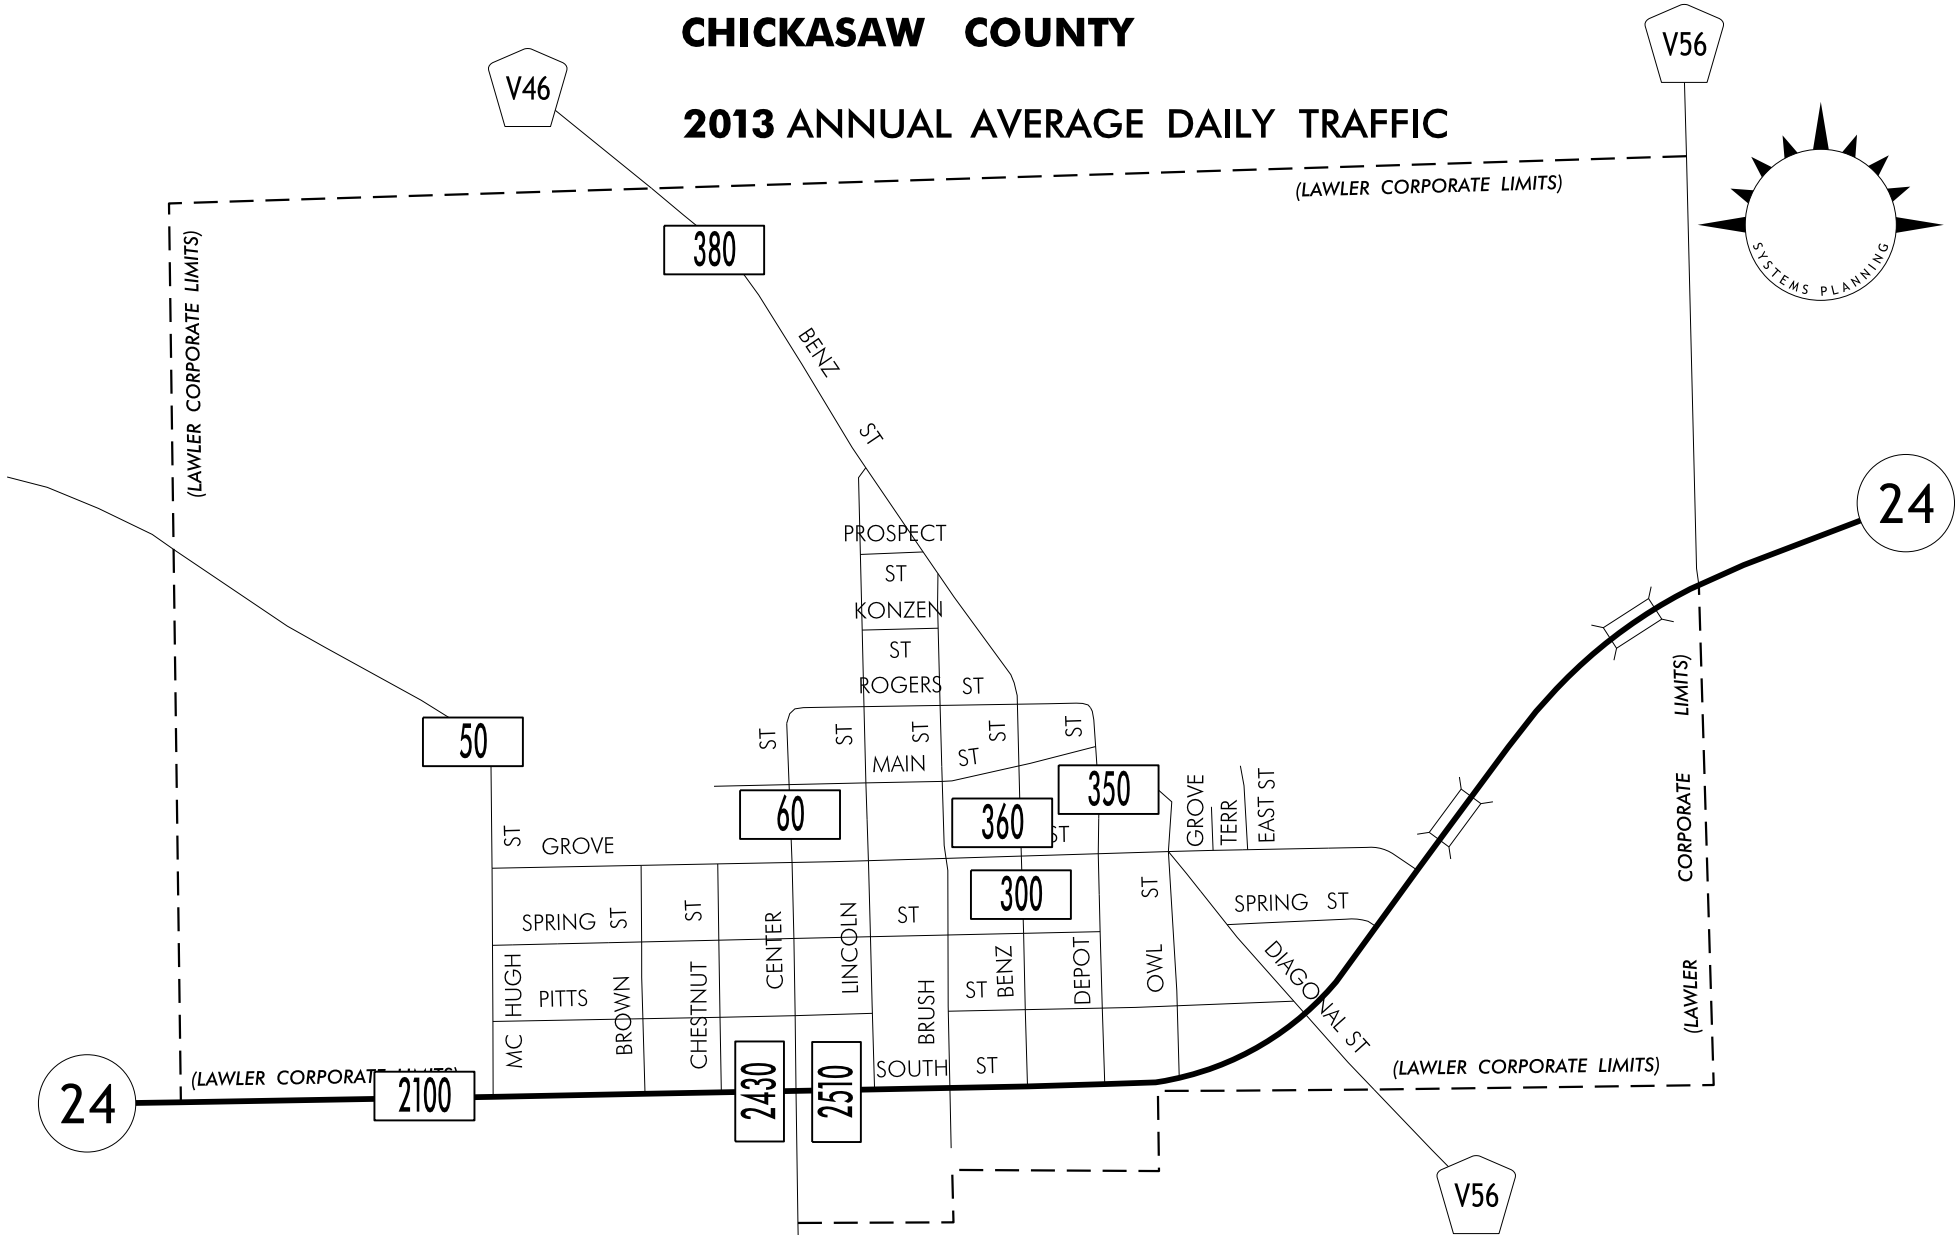 CHICKASAW COUNTY
V56
V46
2013 ANNUAL AVERAGE DAILY TRAFFIC
(LAWLER CORPORATE LIMITS)
(LAWLER CORPORATE LIMITS)
SYSTEMS PLANNING
380
BENZ ST
24
PROSPECT ST
KONZEN ST
ROGERS ST
ST
ST
ST
ST
ST
MAIN ST
50
60
360
350
ST
GROVE TERR
EAST ST
GROVE
300
SPRING ST
SPRING ST
MC HUGH ST
BROWN ST
CHESTNUT ST
CENTER
LINCOLN
BRUSH
BENZ
DEPOT
OWL ST
DIAGONAL ST
PITTS ST
SOUTH ST
(LAWLER CORPORATE LIMITS)
(LAWLER CORPORATE LIMITS)
(LAWLER CORPORATE LIMITS)
24
2100
2430
2510
V56